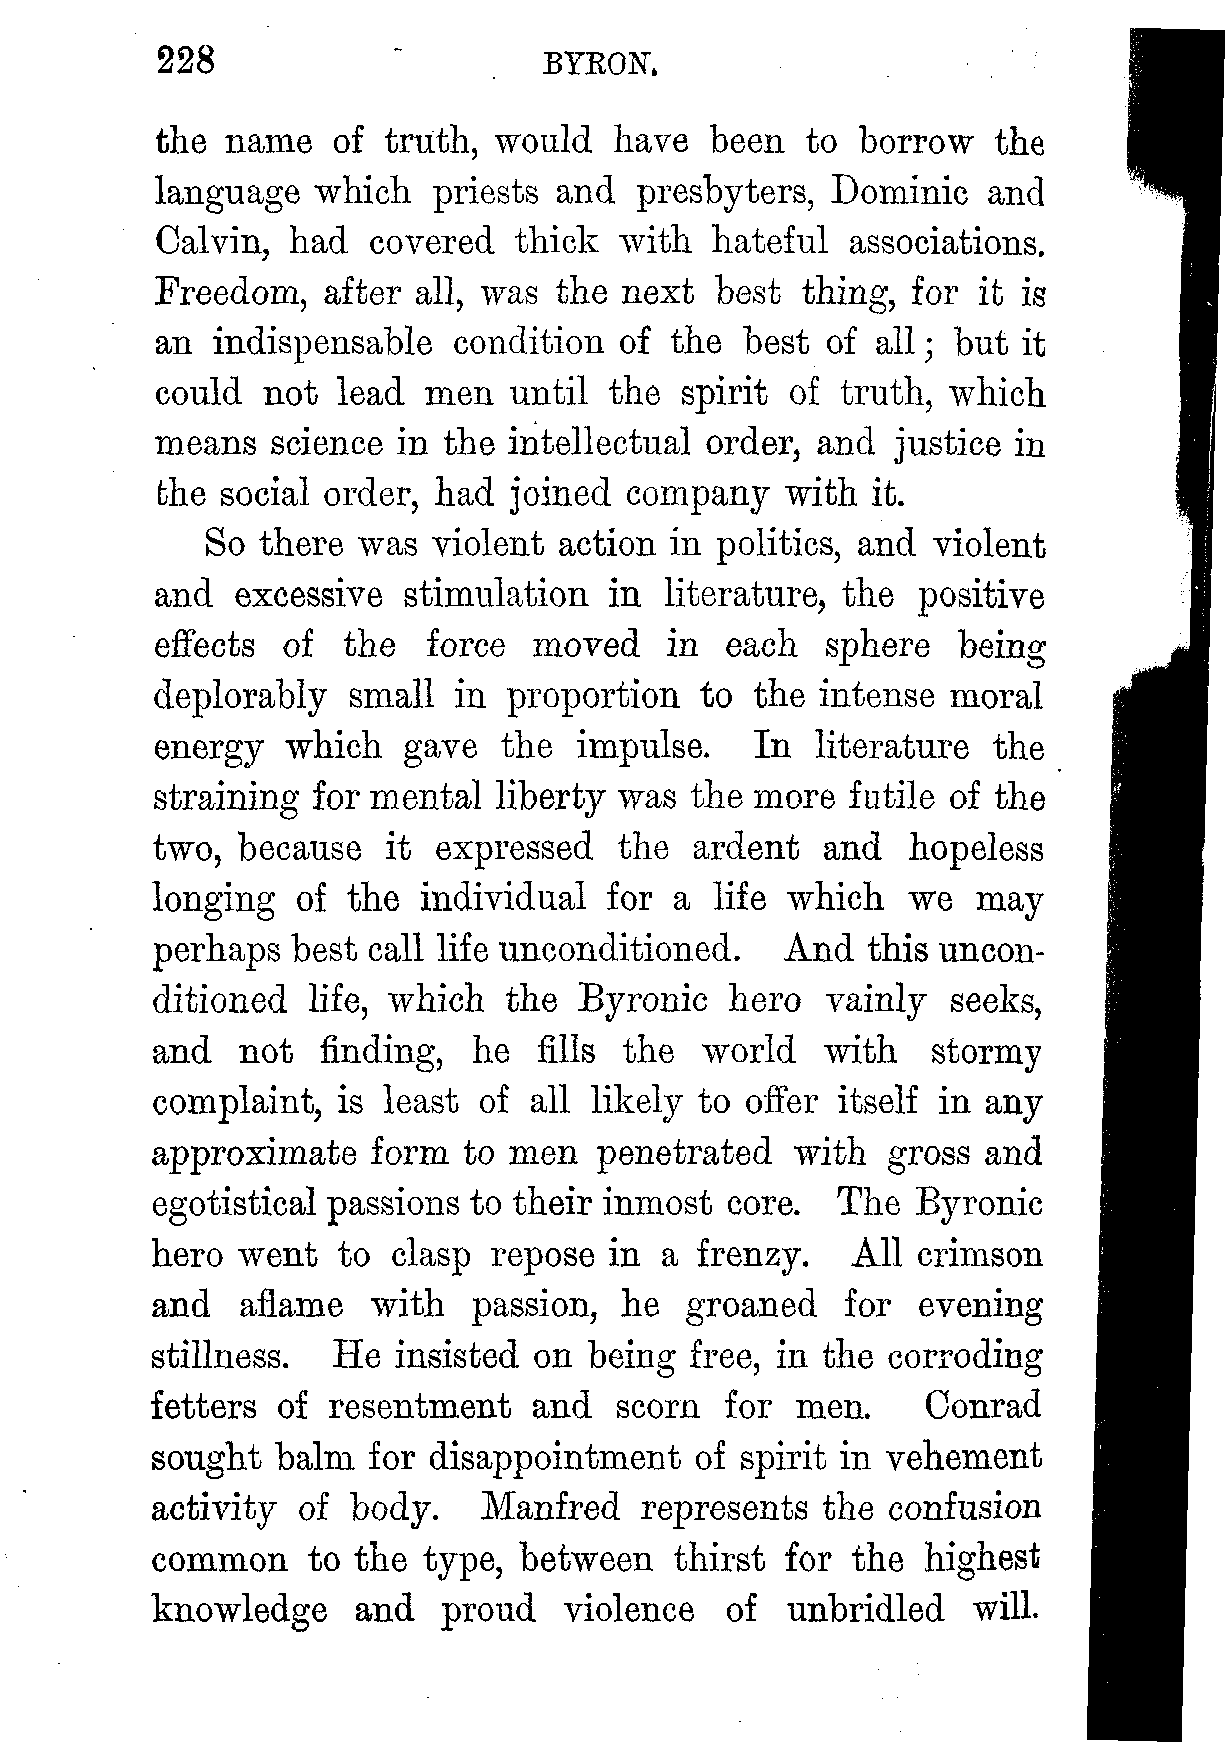 228 BYRON.
the name of truth, would have been to borrow the
language which priests and presbyters, Dominic and
Calvin, had covered thick with hateful associations.
Freedom, after all, was the next best thing, for it is
an indispensable condition of the best of all; but it
could not lead men until the spirit of truth, which
means science in the intellectual order, and justice in
the social order, had joined company with it.
So there was violent action in politics, and violent
and excessive stimulation in literature, the positive
effects of the force moved in each sphere being
deplorably small in proportion to the intense moral
energy which gave the impulse. In literature the
straining for mental liberty was the more futile of the
two, because it expressed the ardent and hopeless
longing of the individual for a life which we may
perhaps best call life unconditioned. And this uncon-
ditioned life, which the Byronic hero vainly seeks,
and not finding, he fills the world with stormy
complaint, is least of all likely to offer itself in any
approximate form to men penetrated with gross and
egotistical passions to their inmost core. The Byronic
hero went to clasp repose in a frenzy. All crimson
and aflame with passion, he groaned for evening
stillness. He insisted on being free, in the corroding
fetters of resentment and scorn for men. Conrad
sought balm for disappointment of spirit in vehement
activity of body. Manfred represents the confusion
common to the type, between thirst for the highest
knowledge and proud violence of unbridled will.